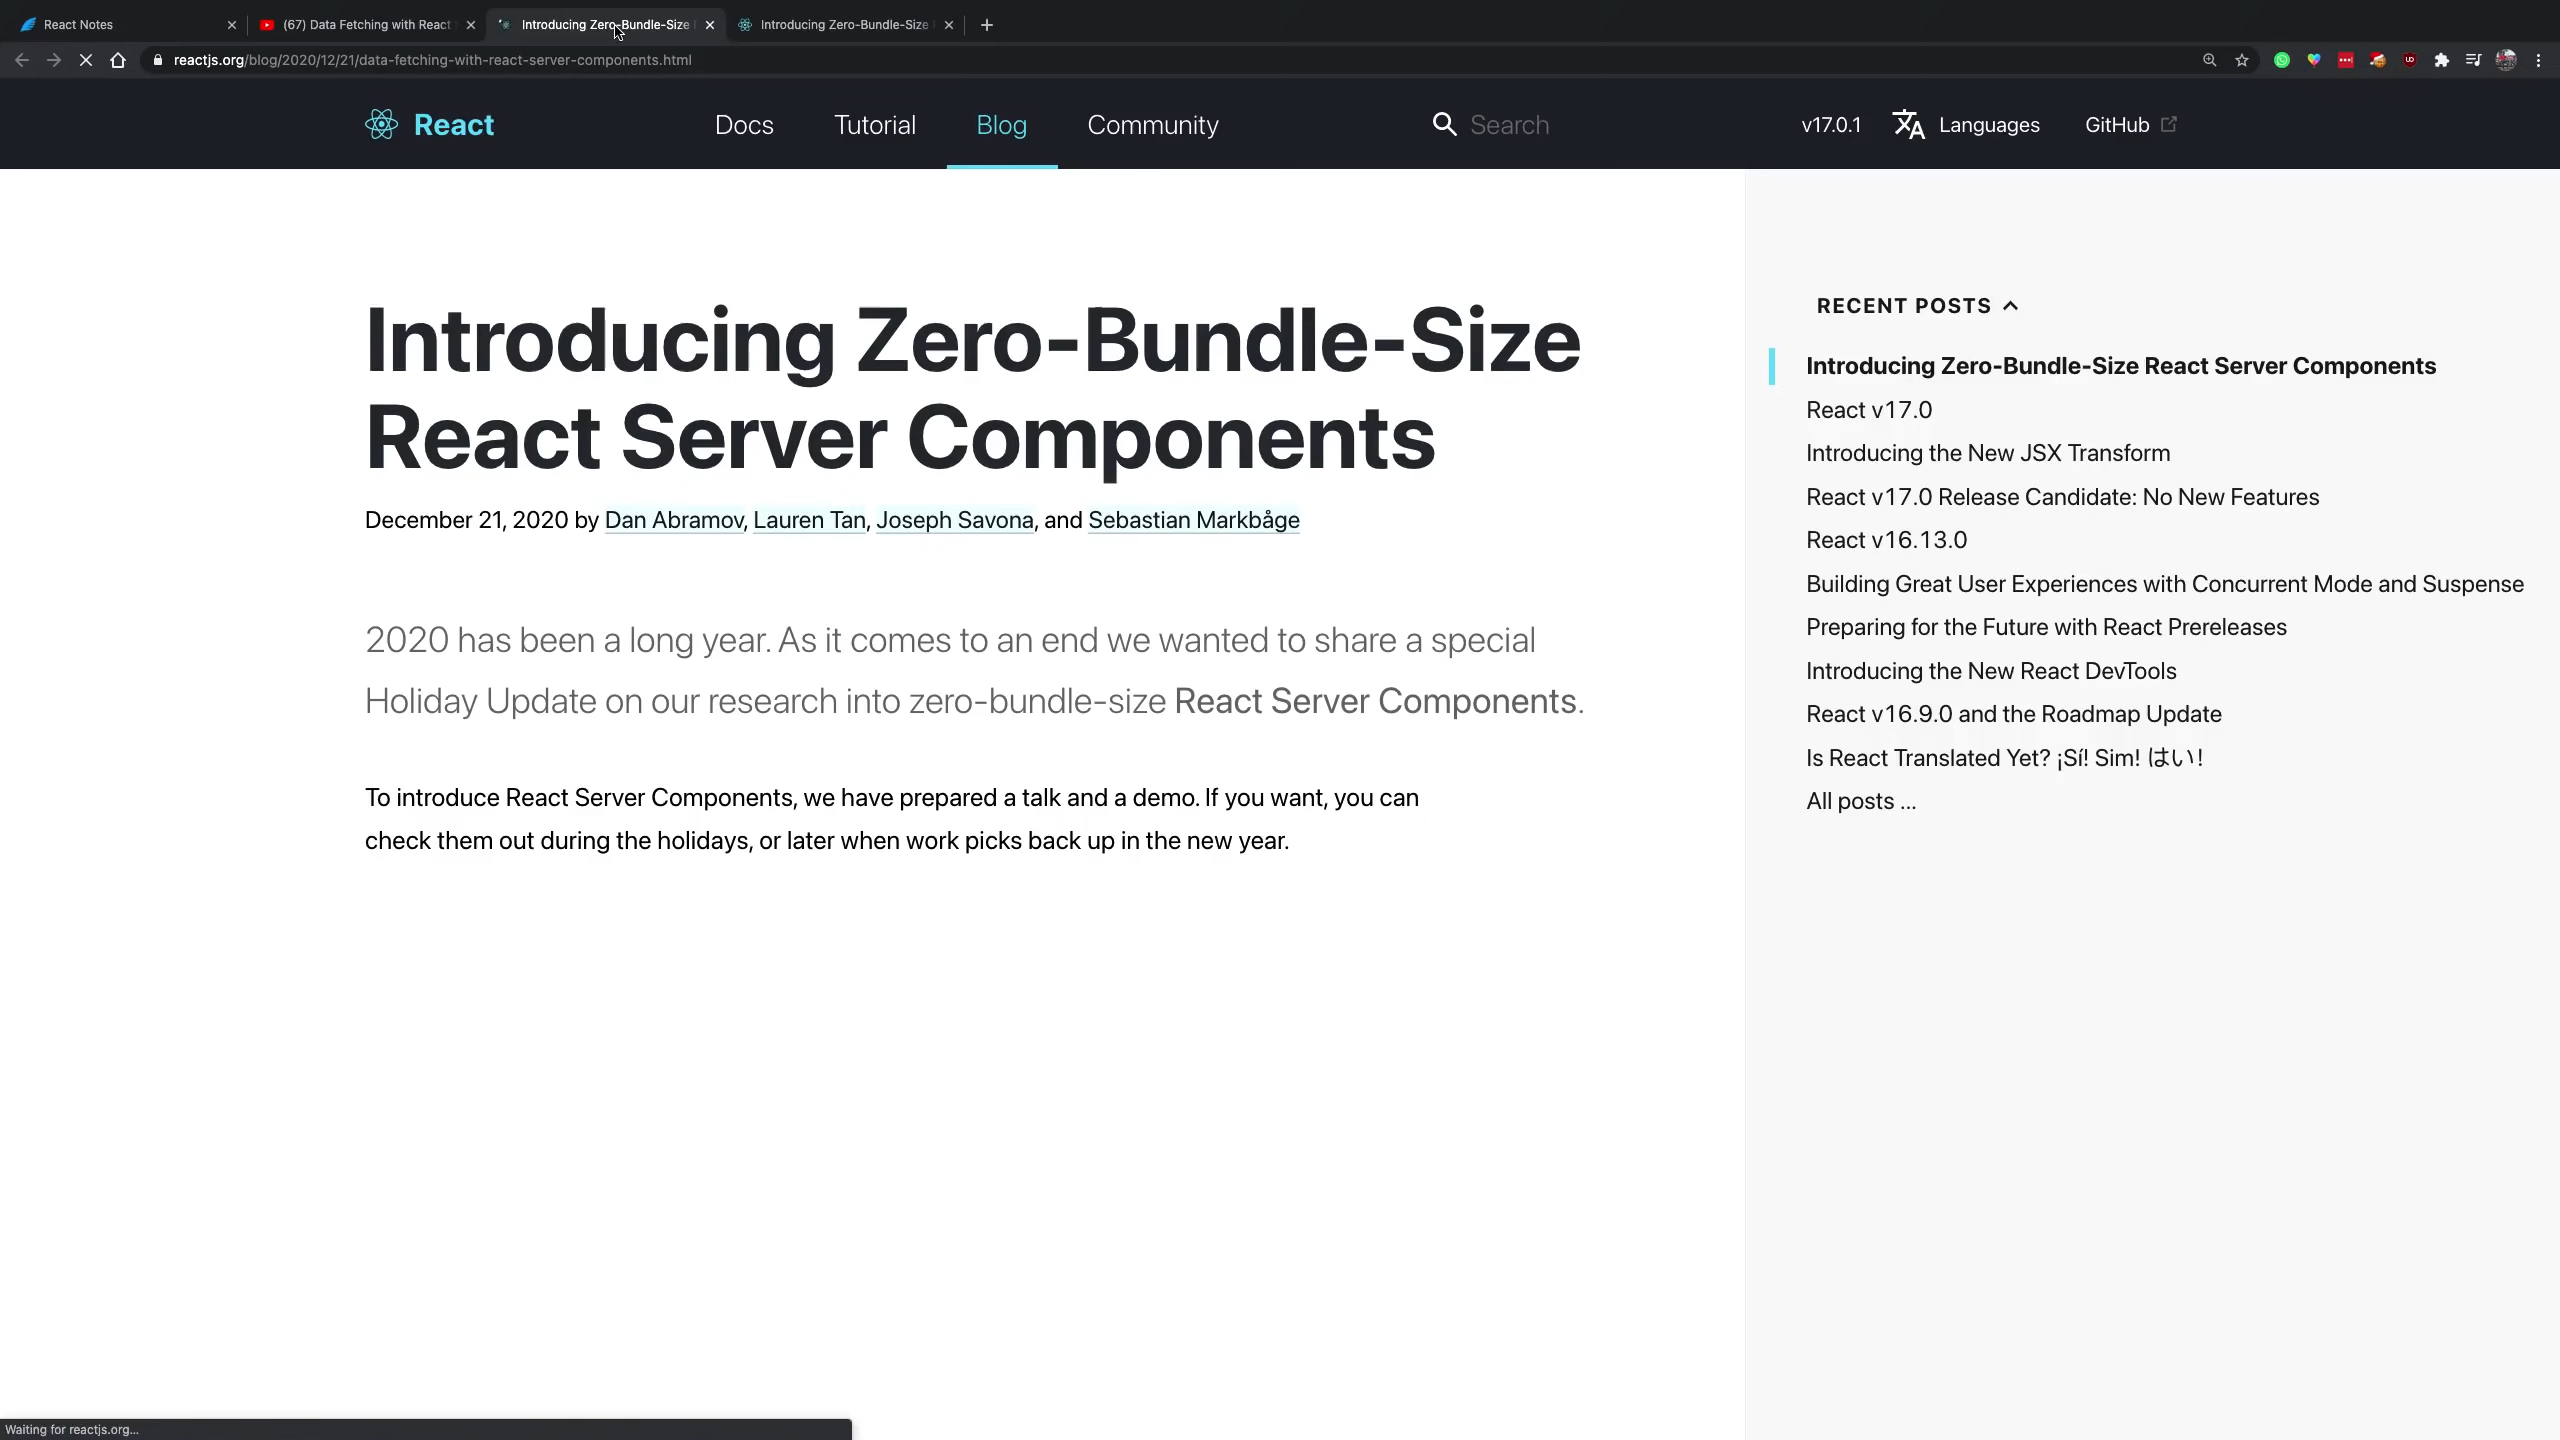 React Notes
(67) Data Fetching with React
Introducing Zero-Bundle-Size
Introducing Zero-Bundle-Size
reactjs.org/blog/2020/12/21/data-fetching-with-react-server-components.html
React
Docs
Tutorial
Blog
Community
Search
v17.0.1
Languages
GitHub
Introducing Zero-Bundle-Size
React Server Components
December 21, 2020 by Dan Abramov, Lauren Tan, Joseph Savona, and Sebastian Markbåge
2020 has been a long year. As it comes to an end we wanted to share a special
Holiday Update on our research into zero-bundle-size React Server Components.
To introduce React Server Components, we have prepared a talk and a demo. If you want, you can
check them out during the holidays, or later when work picks back up in the new year.
RECENT POSTS
Introducing Zero-Bundle-Size React Server Components
React v17.0
Introducing the New JSX Transform
React v17.0 Release Candidate: No New Features
React v16.13.0
Building Great User Experiences with Concurrent Mode and Suspense
Preparing for the Future with React Prereleases
Introducing the New React DevTools
React v16.9.0 and the Roadmap Update
Is React Translated Yet? ¡Sí! Sim! はい！
All posts ...
Waiting for reactjs.org...